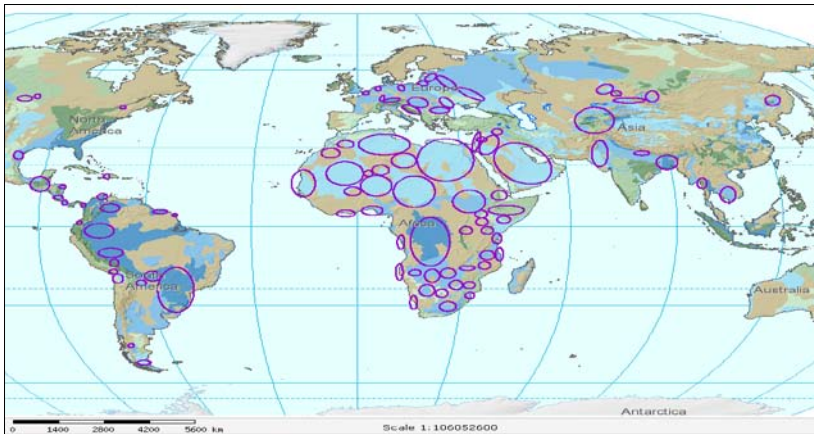 Europe
North
America
Asia
Africa
South
America
Australia
Antarctica
0 1400 2800 4200 5600 km
Scale 1:106052600